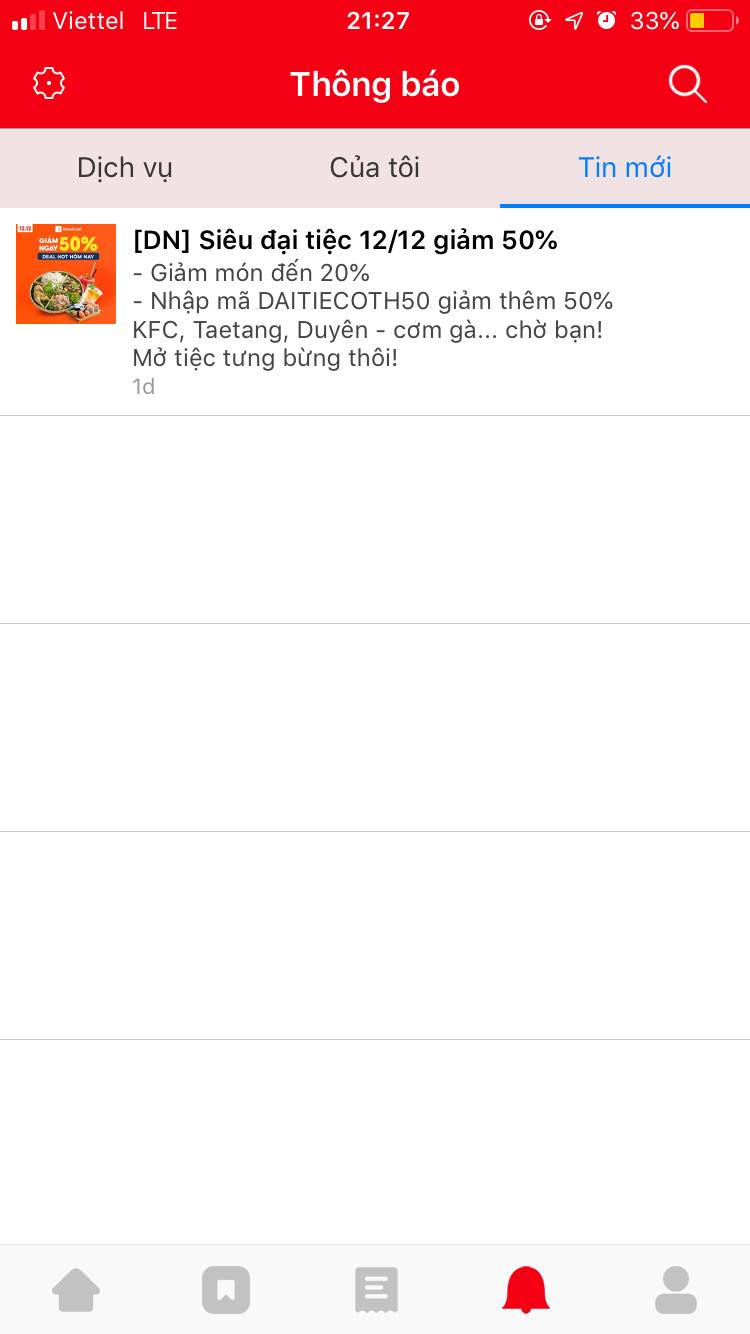 Viettel LTE 21:27 33%
Thông báo
Dịch vụ Của tôi Tin mới
12.12
GIẢM
NGAY 50%
DEAL HOT HÔM NAY
[DN] Siêu đại tiệc 12/12 giảm 50%
- Giảm món đến 20%
- Nhập mã DAITIECOTH50 giảm thêm 50%
KFC, Taetang, Duyên - cơm gà... chờ bạn!
Mở tiệc tưng bừng thôi!
1d